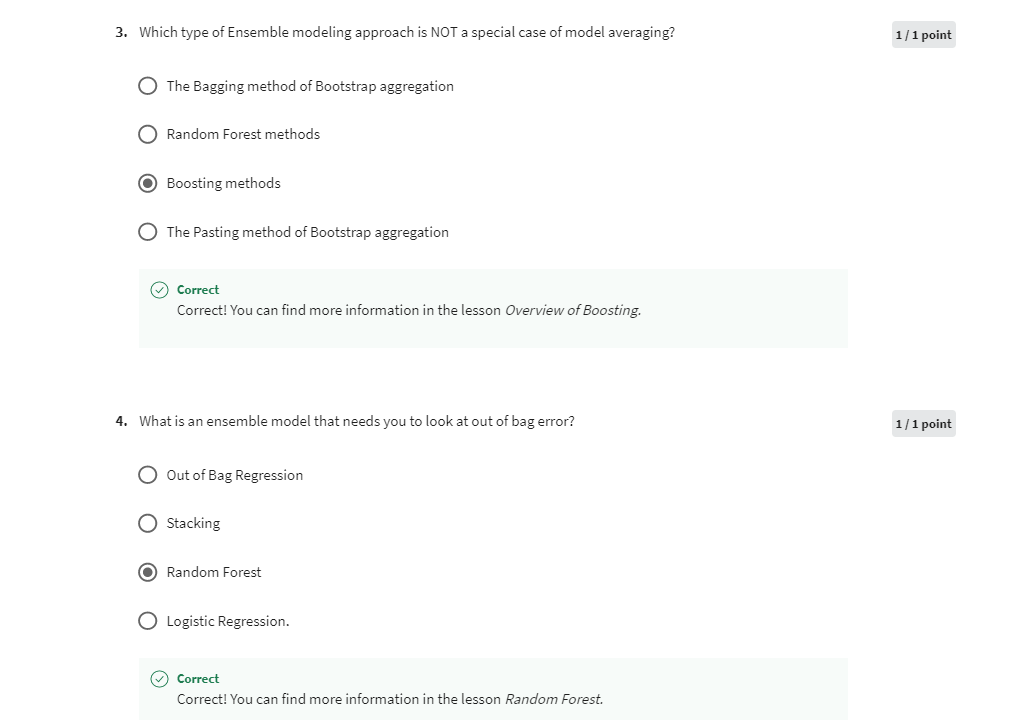 3. Which type of Ensemble modeling approach is NOT a special case of model averaging?
1 / 1 point
The Bagging method of Bootstrap aggregation
Random Forest methods
Boosting methods
The Pasting method of Bootstrap aggregation
Correct
Correct! You can find more information in the lesson Overview of Boosting.
4. What is an ensemble model that needs you to look at out of bag error?
1 / 1 point
Out of Bag Regression
Stacking
Random Forest
Logistic Regression.
Correct
Correct! You can find more information in the lesson Random Forest.